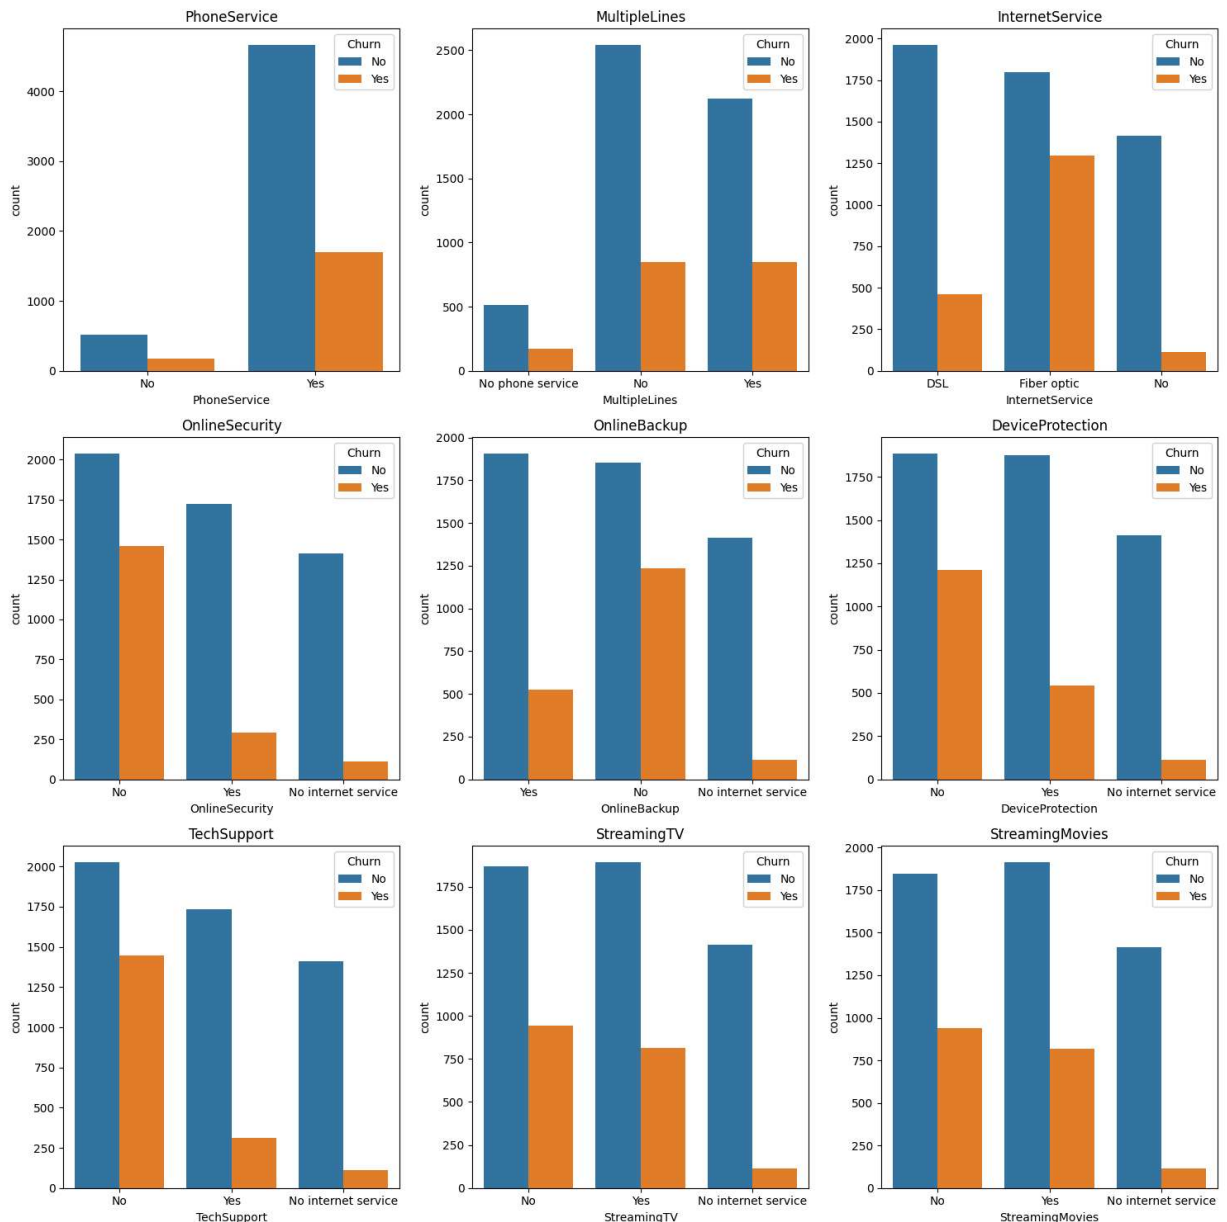 PhoneService
Churn
No
Yes
4000
3000
2000
1000
0
count
No Yes
PhoneService
MultipleLines
Churn
No
Yes
2500
2000
1500
1000
500
0
count
No phone service No Yes
MultipleLines
InternetService
Churn
No
Yes
2000
1750
1500
1250
1000
750
500
250
0
count
DSL Fiber optic No
InternetService
OnlineSecurity
Churn
No
Yes
2000
1750
1500
1250
1000
750
500
250
0
count
No Yes No internet service
OnlineSecurity
OnlineBackup
Churn
No
Yes
2000
1750
1500
1250
1000
750
500
250
0
count
Yes No No internet service
OnlineBackup
DeviceProtection
Churn
No
Yes
1750
1500
1250
1000
750
500
250
0
count
No Yes No internet service
DeviceProtection
TechSupport
Churn
No
Yes
2000
1750
1500
1250
1000
750
500
250
0
count
No Yes No internet service
TechSupport
StreamingTV
Churn
No
Yes
1750
1500
1250
1000
750
500
250
0
count
No Yes No internet service
StreamingTV
StreamingMovies
Churn
No
Yes
2000
1750
1500
1250
1000
750
500
250
0
count
No Yes No internet service
StreamingMovies